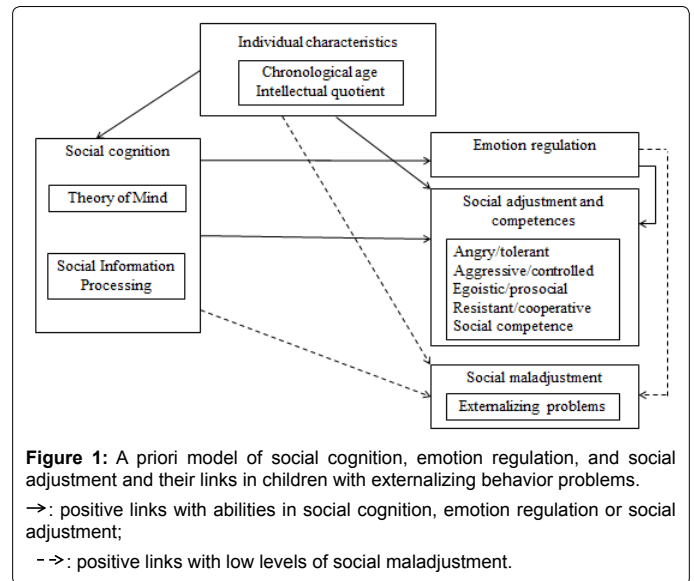 Individual characteristics
Chronological age
Intellectual quotient
Social cognition
Theory of Mind
Social Information
Processing
Emotion regulation
Social adjustment and
competences
Angry/tolerant
Aggressive/controlled
Egoistic/prosocial
Resistant/cooperative
Social competence
Social maladjustment
Externalizing problems
Figure 1: A priori model of social cognition, emotion regulation, and social
adjustment and their links in children with externalizing behavior problems.
→: positive links with abilities in social cognition, emotion regulation or social
adjustment;
-->: positive links with low levels of social maladjustment.